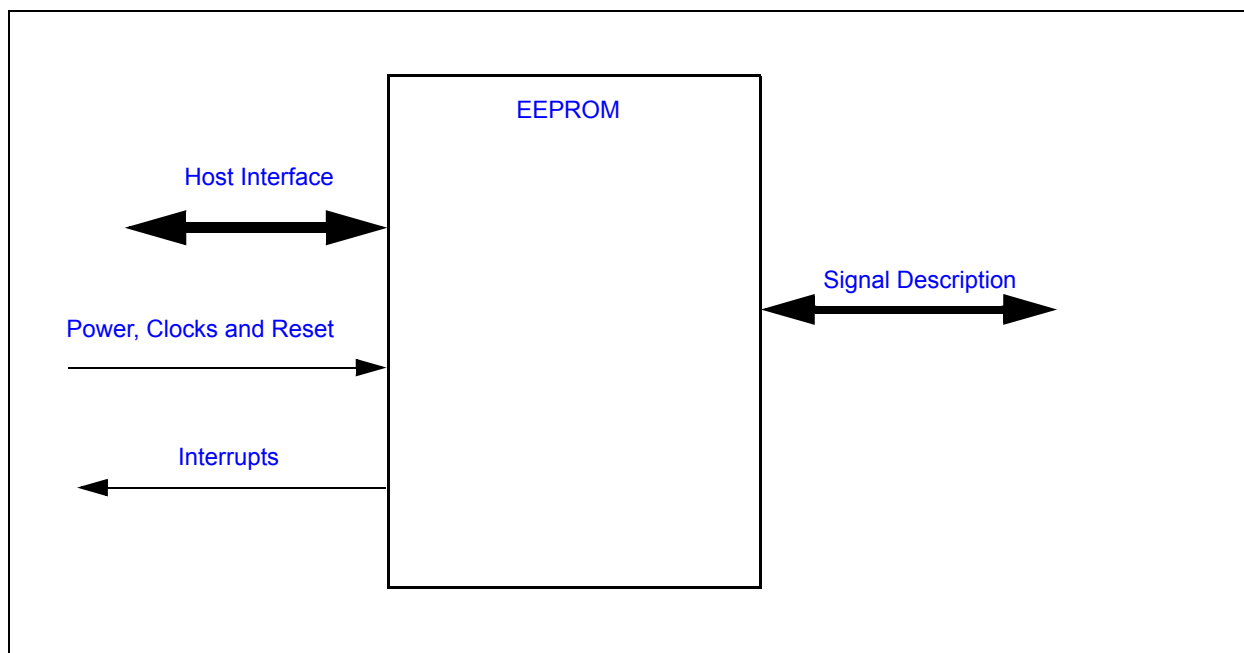 EEPROM
Host Interface
Signal Description
Power, Clocks and Reset
Interrupts